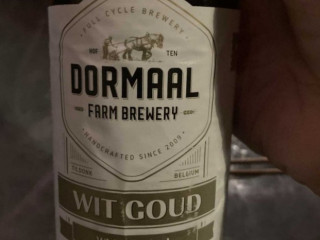 FULL CYCLE BREWERY
TEN
DORMAAL
FARM BREWERY
HANDCRAFTED SINCE 2009
BELGIUM
WIT GOUD